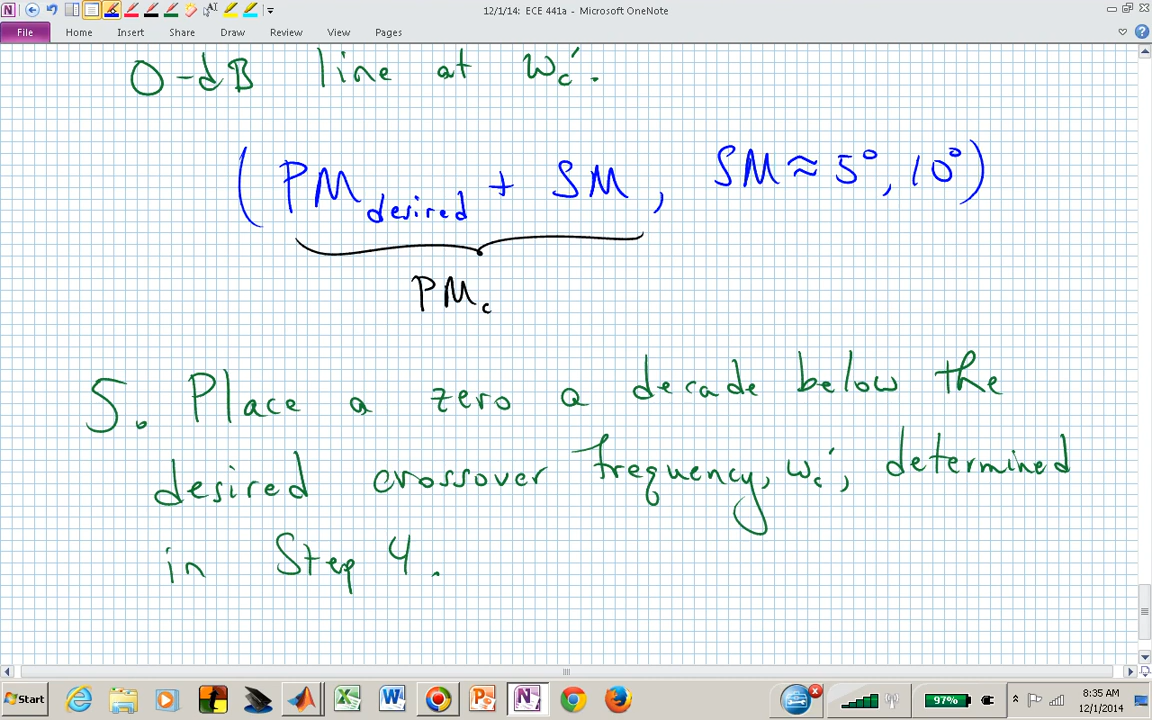 12/1/14: ECE 441a - Microsoft OneNote
File Home Insert Share Draw Review View Pages
0-dB line at ωc'.
( PM desired + SM , SM ≈ 5°, 10° )
PMc
5. Place a zero a decade below the
desired crossover frequency, ωc', determined
in Step 4.
Start
97%
8:35 AM
12/1/2014